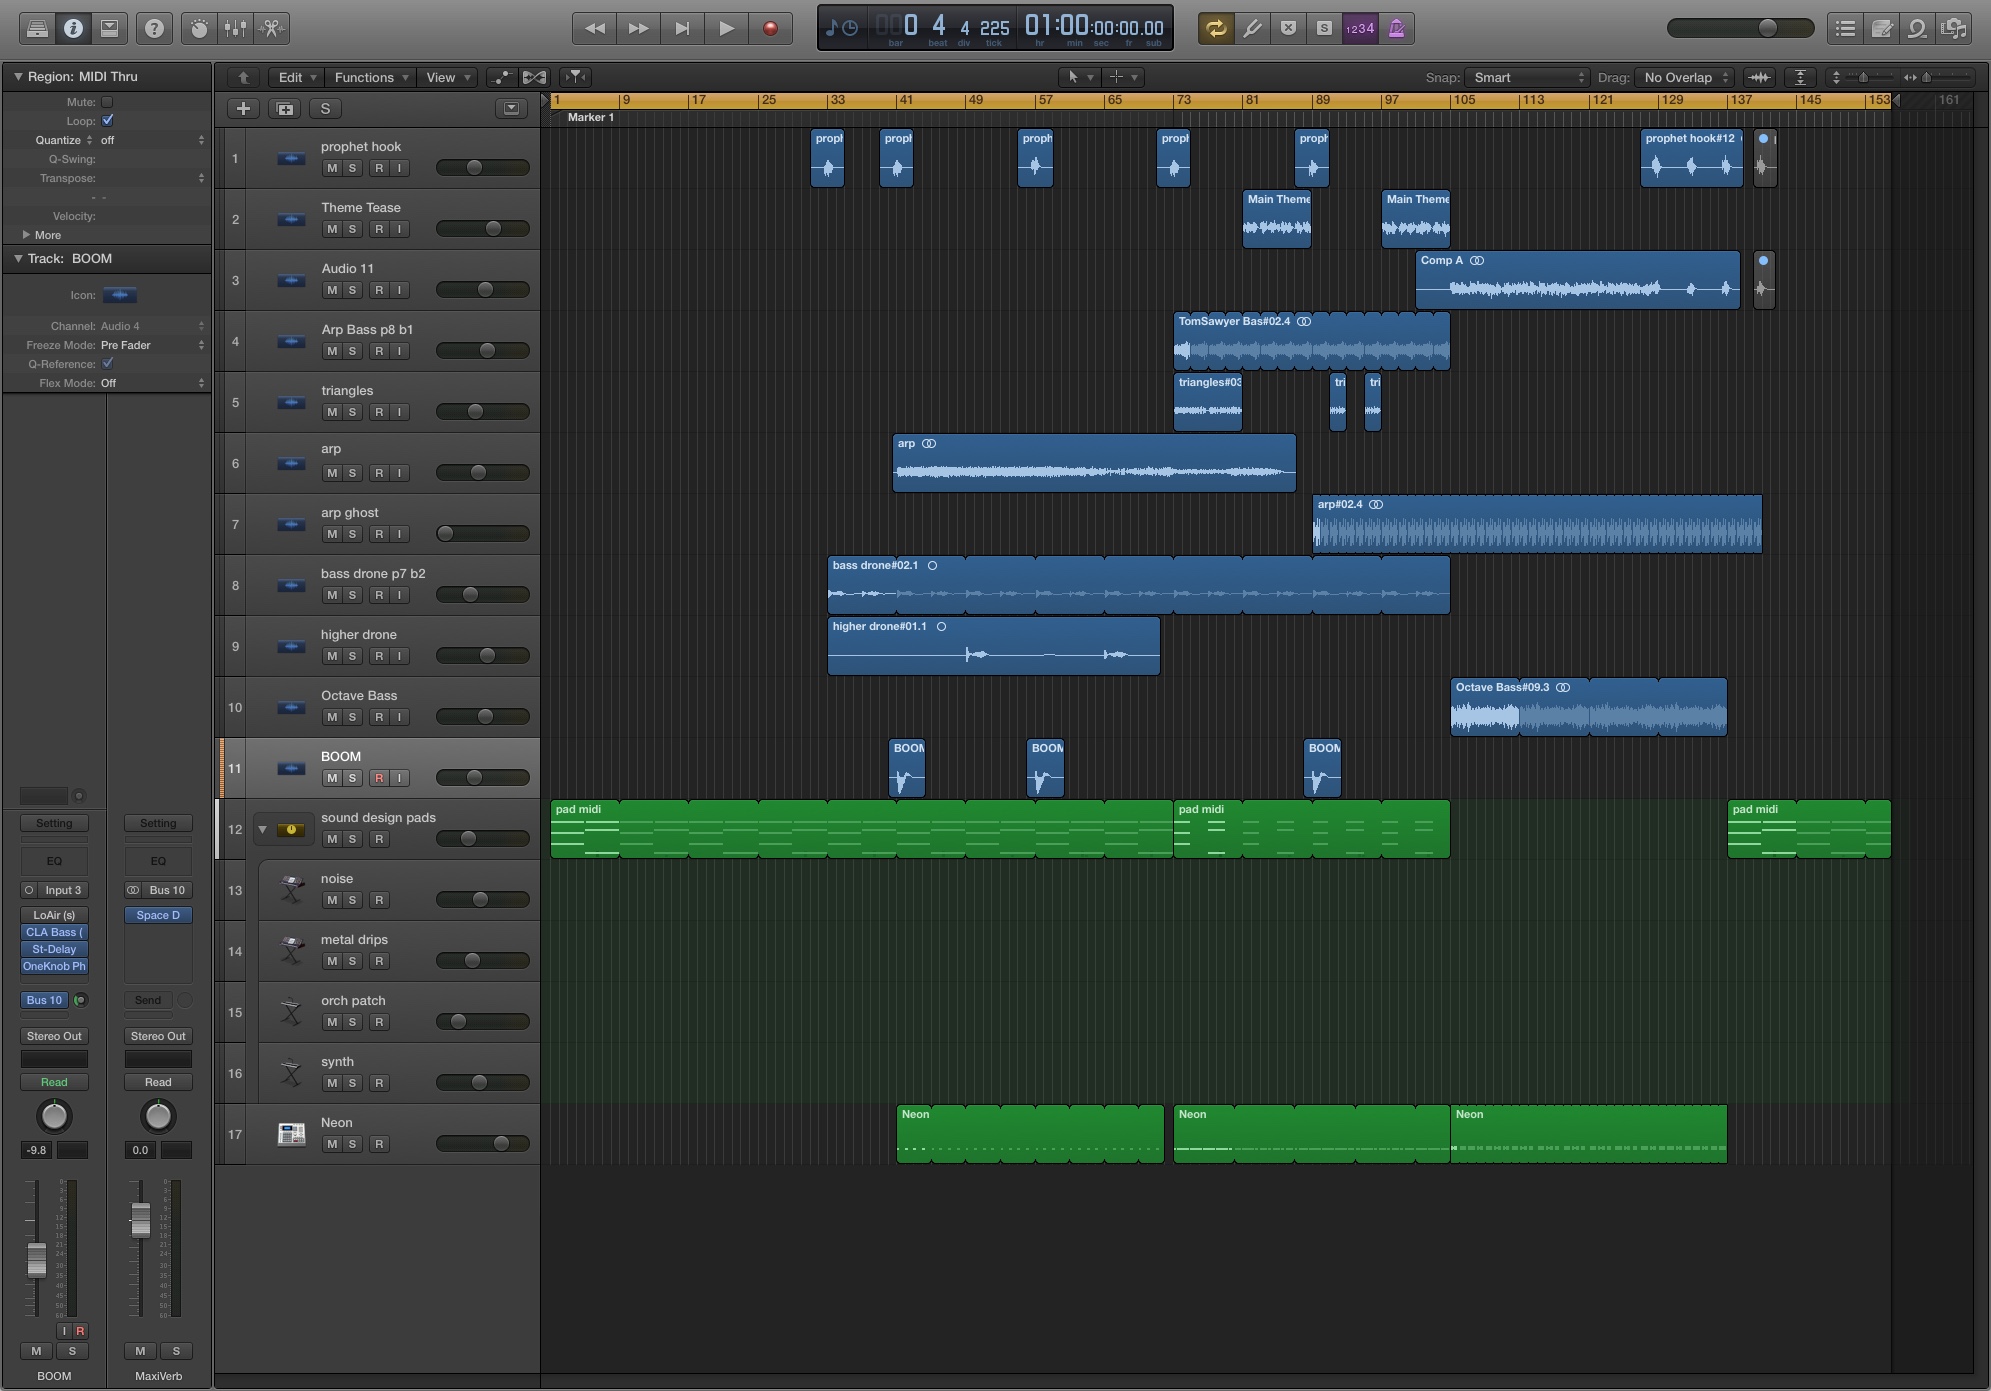 0 4 4 225 01:00:00:00.00
bar beat div tick hr min sec fr sub
S 1234
Region: MIDI Thru
Mute:
Loop:
Quantize off
Q-Swing:
Transpose:
- -
Velocity:
More
Track: BOOM
Icon:
Channel: Audio 4
Freeze Mode: Pre Fader
Q-Reference:
Flex Mode: Off
Edit Functions View Snap: Smart Drag: No Overlap
S
1 9 17 25 33 41 49 57 65 73 81 89 97 105 113 121 129 137 145 153 161
Marker 1
1 prophet hook
M S R I
proph proph proph proph proph prophet hook#12
2 Theme Tease
M S R I
Main Theme Main Theme
3 Audio 11
M S R I
Comp A
4 Arp Bass p8 b1
M S R I
TomSawyer Bas#02.4
5 triangles
M S R I
triangles#03 tri tri
6 arp
M S R I
arp
7 arp ghost
M S R I
arp#02.4
8 bass drone p7 b2
M S R I
bass drone#02.1
9 higher drone
M S R I
higher drone#01.1
10 Octave Bass
M S R I
Octave Bass#09.3
11 BOOM
M S R I
BOOM BOOM BOOM
12 sound design pads
M S R
pad midi pad midi pad midi
13 noise
M S R
14 metal drips
M S R
15 orch patch
M S R
16 synth
M S R
17 Neon
M S R
Neon Neon Neon
Setting Setting
EQ EQ
Input 3 Bus 10
LoAir (s) Space D
CLA Bass (
St-Delay
OneKnob Ph
Bus 10 Send
Stereo Out Stereo Out
Read Read
-9.8 0.0
I R
M S M S
BOOM MaxiVerb